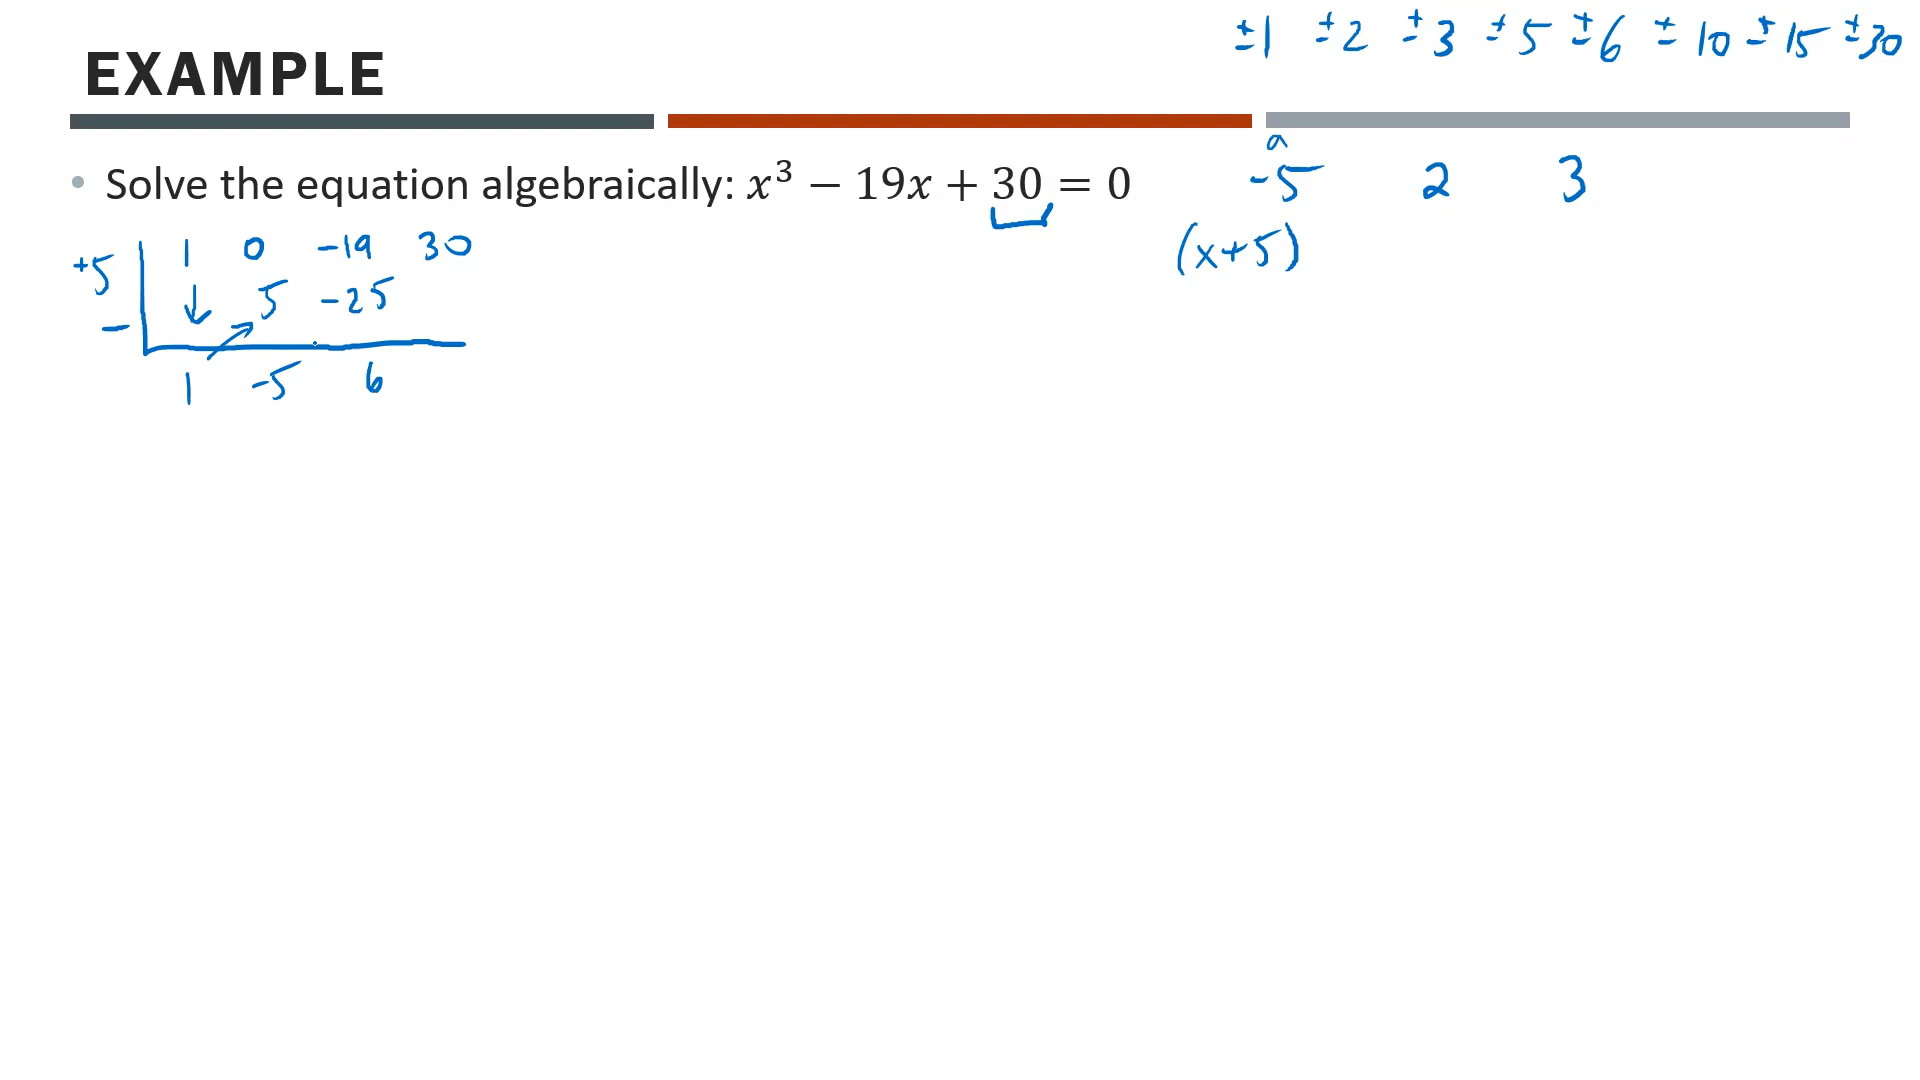 ±1 ±2 ±3 ±5 ±6 ±10 ±15 ±30
EXAMPLE
a
• Solve the equation algebraically: x³ − 19x + 30 = 0 -5 2 3
(x+5)
+5 1 0 -19 30
↓ 5 -25
−
1 -5 6